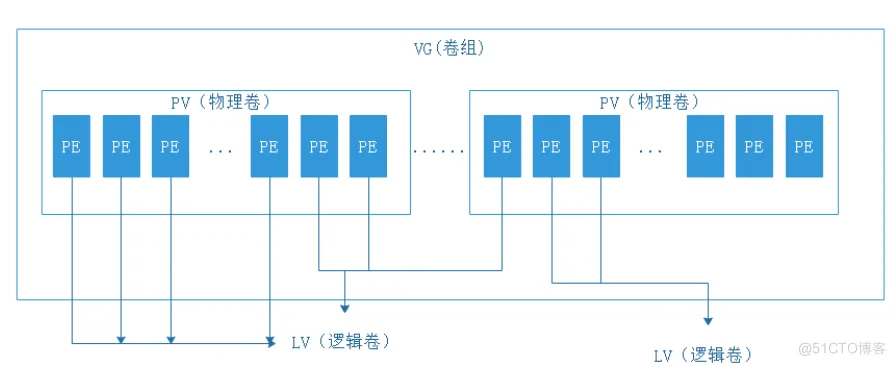 VG(卷组)
PV（物理卷） PV（物理卷）
PE PE PE ... PE PE PE ...... PE PE PE ... PE PE PE
LV（逻辑卷）
LV（逻辑卷）
@51CTO博客